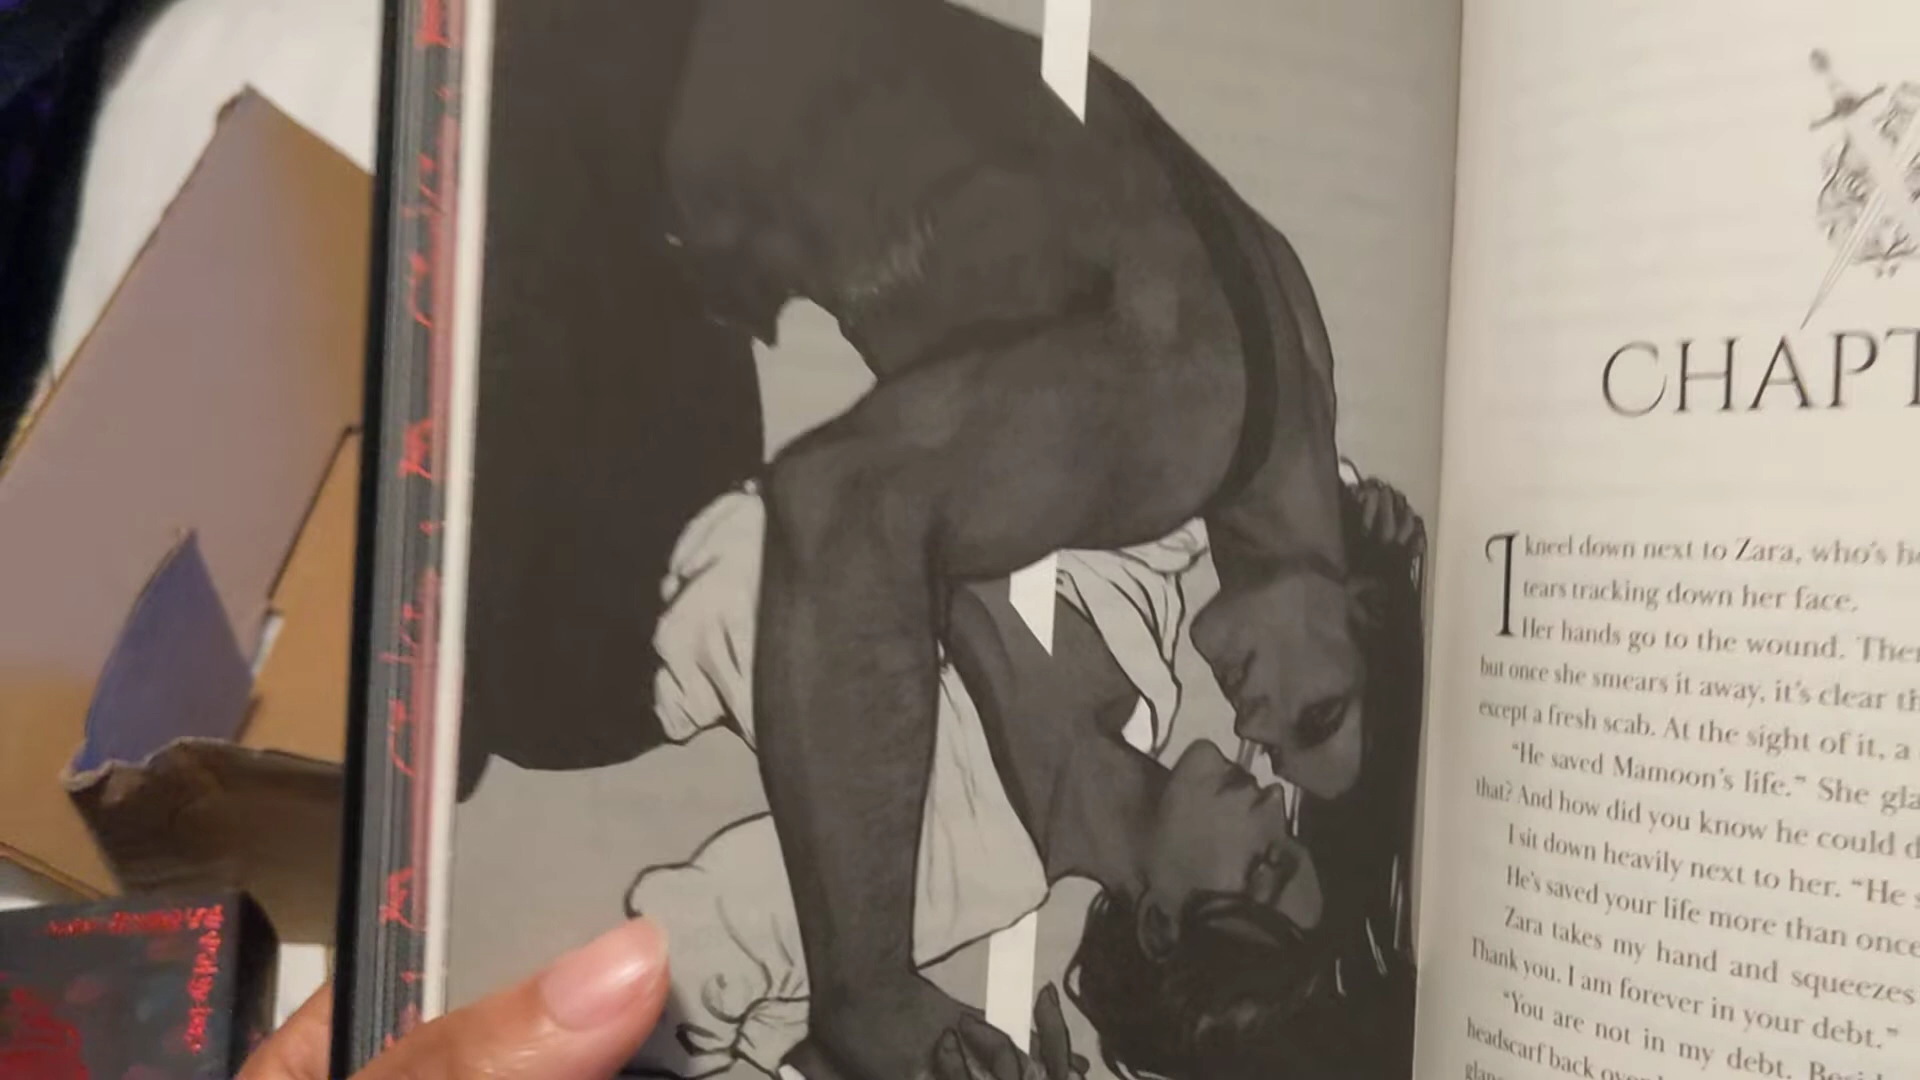 CHAPT
I kneel down next to Zara, who's he
tears tracking down her face.
Her hands go to the wound. Ther
but once she smears it away, it's clear th
except a fresh scab. At the sight of it, a
"He saved Mamoon's life." She gla
that? And how did you know he could d
I sit down heavily next to her. "He s
He's saved your life more than once
Zara takes my hand and squeezes
Thank you. I am forever in your debt."
"You are not in my debt.
headscarf back over